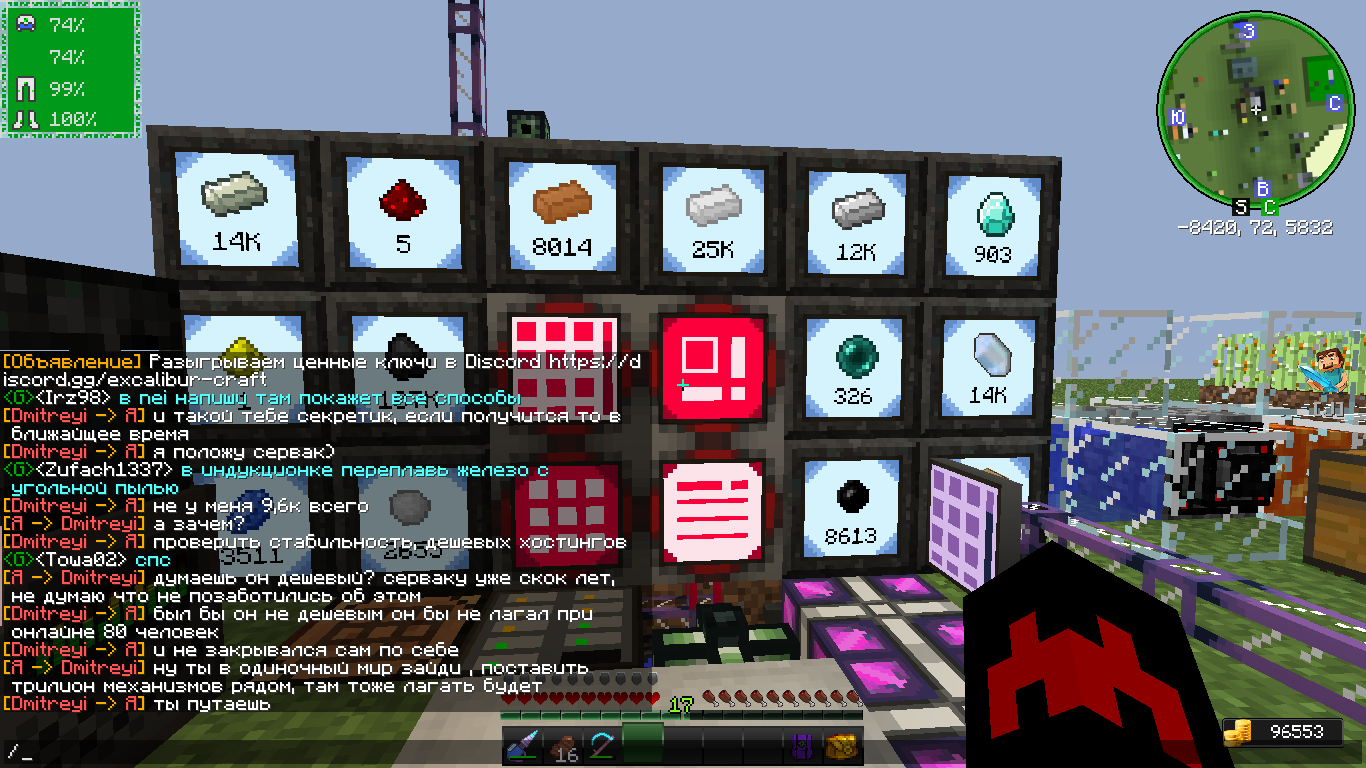 74%
74%
99%
100%
З
Ю
С
В
S C
-8420, 72, 5832
14K
5
8014
25K
12K
903
326
14K
[Объявление] Разыгрываем ценные ключи в Discord https://d
iscord.gg/excalibur-craft
<G><Irz98> в nei напиши там покажет все способы
[Dmitreyi -> Я] и такой тебе секретик, если получится то в
ближайшее время
[Dmitreyi -> Я] я положу сервак)
<G><Zufach1337> в индукционке переплавь железо с
угольной пылью
[Dmitreyi -> Я] не у меня 9,6к всего
[Я -> Dmitreyi] а зачем?
[Dmitreyi -> Я] проверить стабильность дешевых хостингов
3511
2653
8613
<G><Towa02> спс
[Я -> Dmitreyi] думаешь он дешевый? серваку уже скок лет,
не думаю что не позаботились об этом
[Dmitreyi -> Я] был бы он не дешевым он бы не лагал при
онлайне 80 человек
[Dmitreyi -> Я] и не закрывался сам по себе
[Я -> Dmitreyi] ну ты в одиночный мир зайди , поставить
трилион механизмов рядом, там тоже лагать будет
[Dmitreyi -> Я] ты путаешь
17
16
96553
/_